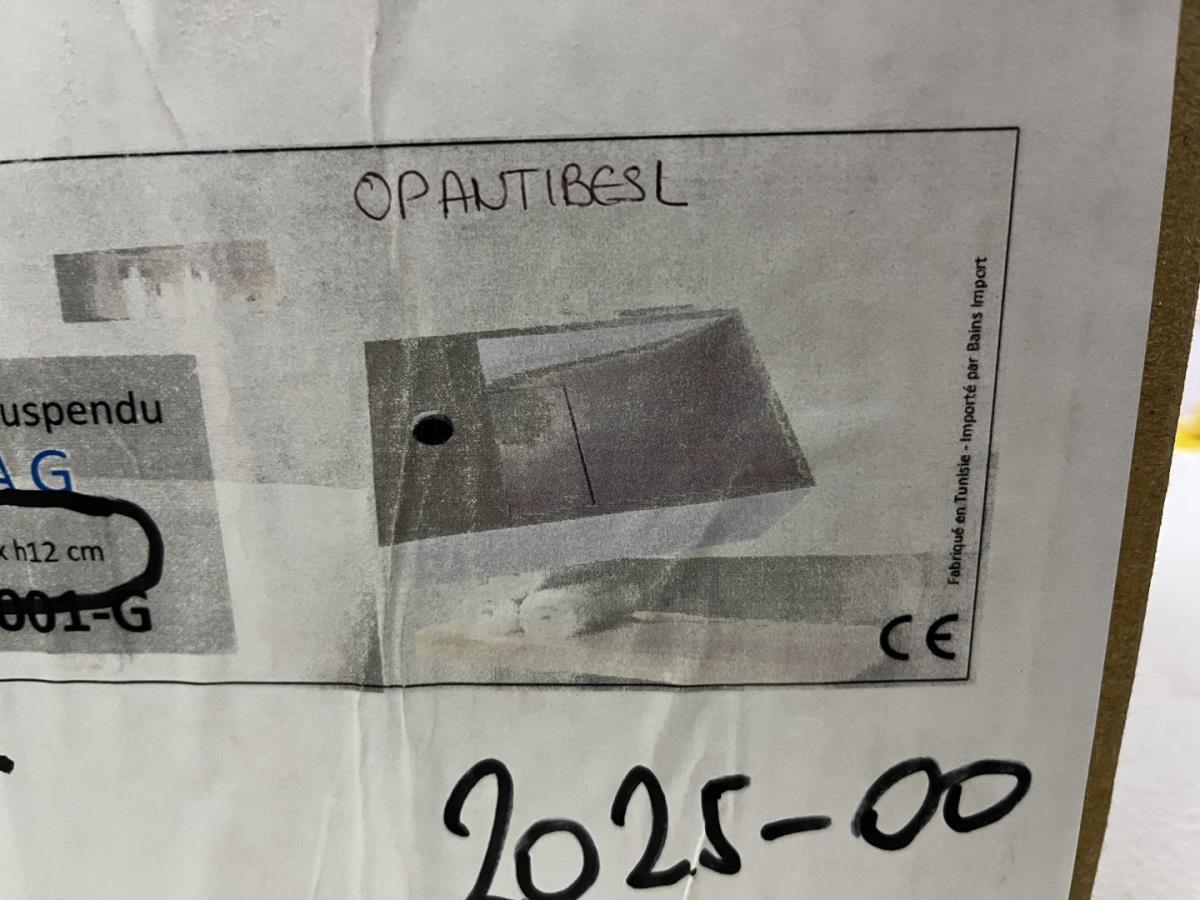 OPANTIBESL
uspendu
A G
x h12 cm
001-G
Fabriqué en Tunisie - Importé par Bains Import
CE
2025-00